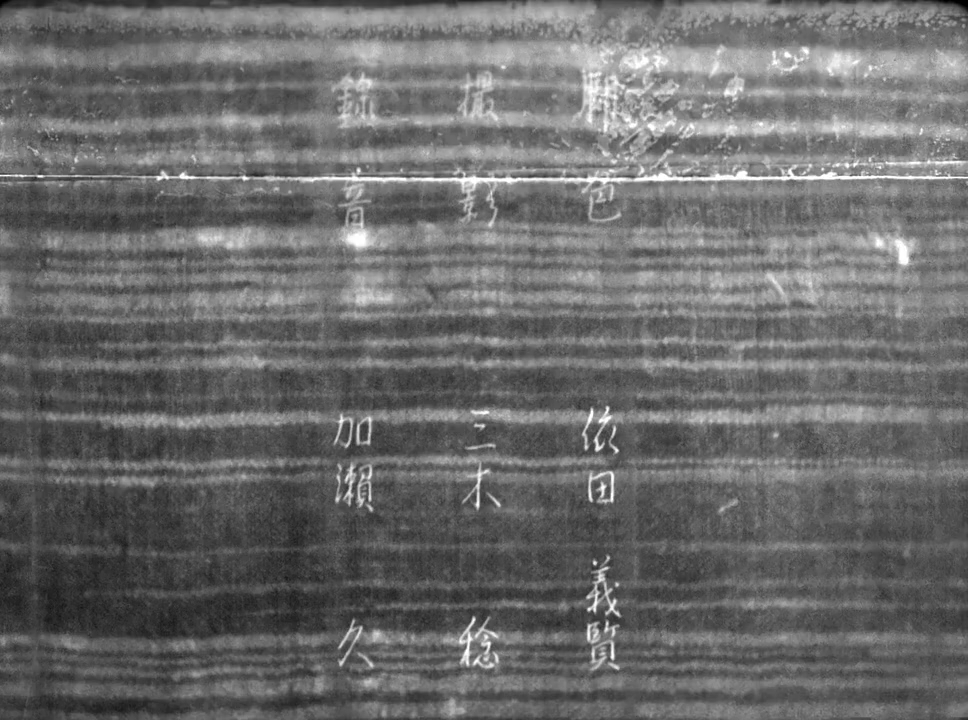 脚色 依田義賢
撮影 三木稔
録音 加瀬久